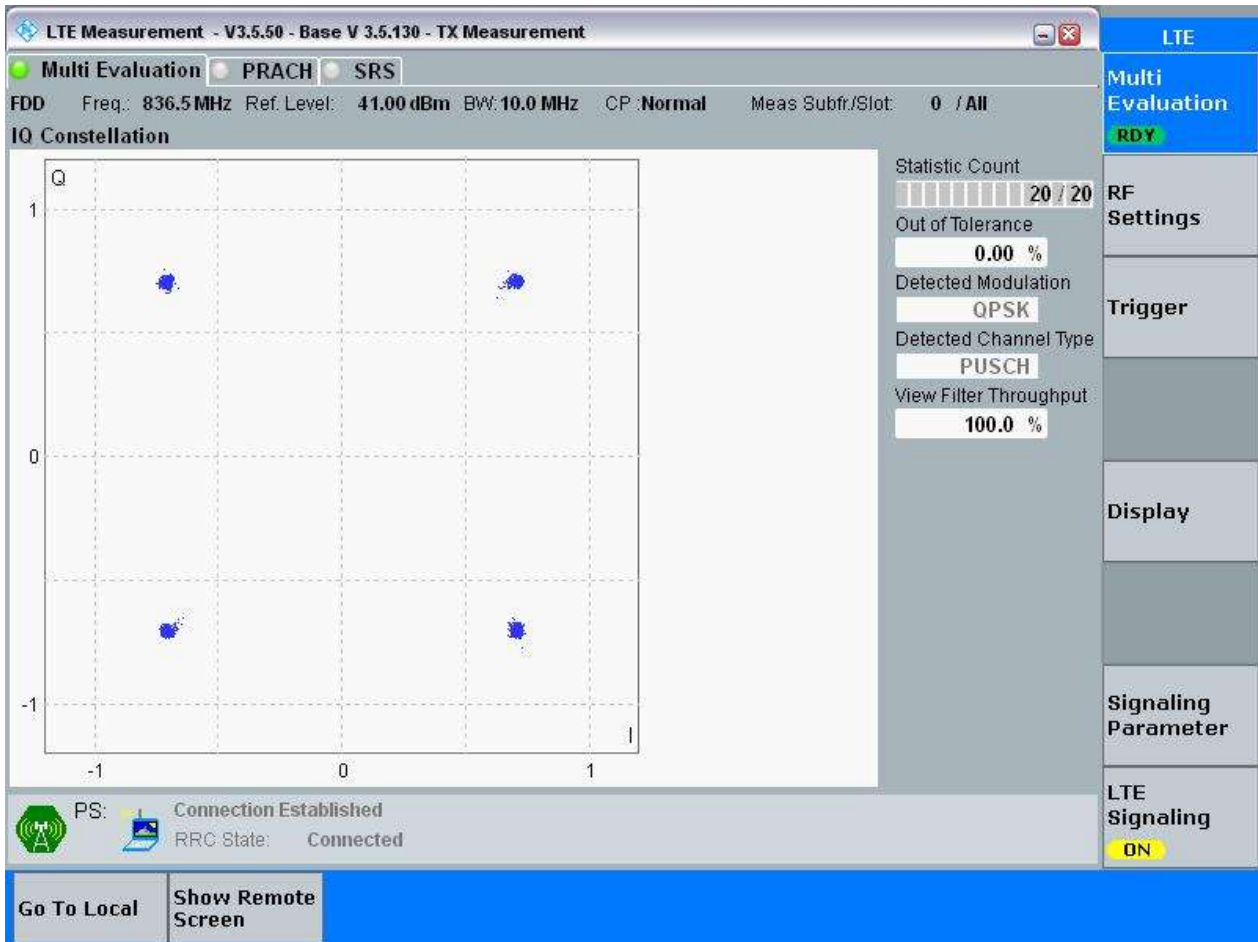 LTE Measurement - V3.5.50 - Base V 3.5.130 - TX Measurement
LTE
Multi Evaluation PRACH SRS
Multi
Evaluation
RDY
FDD Freq.: 836.5 MHz Ref. Level: 41.00 dBm BW: 10.0 MHz CP :Normal Meas Subfr./Slot: 0 / All
IQ Constellation
Q
1
0
-1
I
-1 0 1
Statistic Count
20 / 20
Out of Tolerance
0.00 %
Detected Modulation
QPSK
Detected Channel Type
PUSCH
View Filter Throughput
100.0 %
RF
Settings
Trigger
Display
Signaling
Parameter
LTE
Signaling
ON
PS: Connection Established
RRC State: Connected
Go To Local
Show Remote
Screen